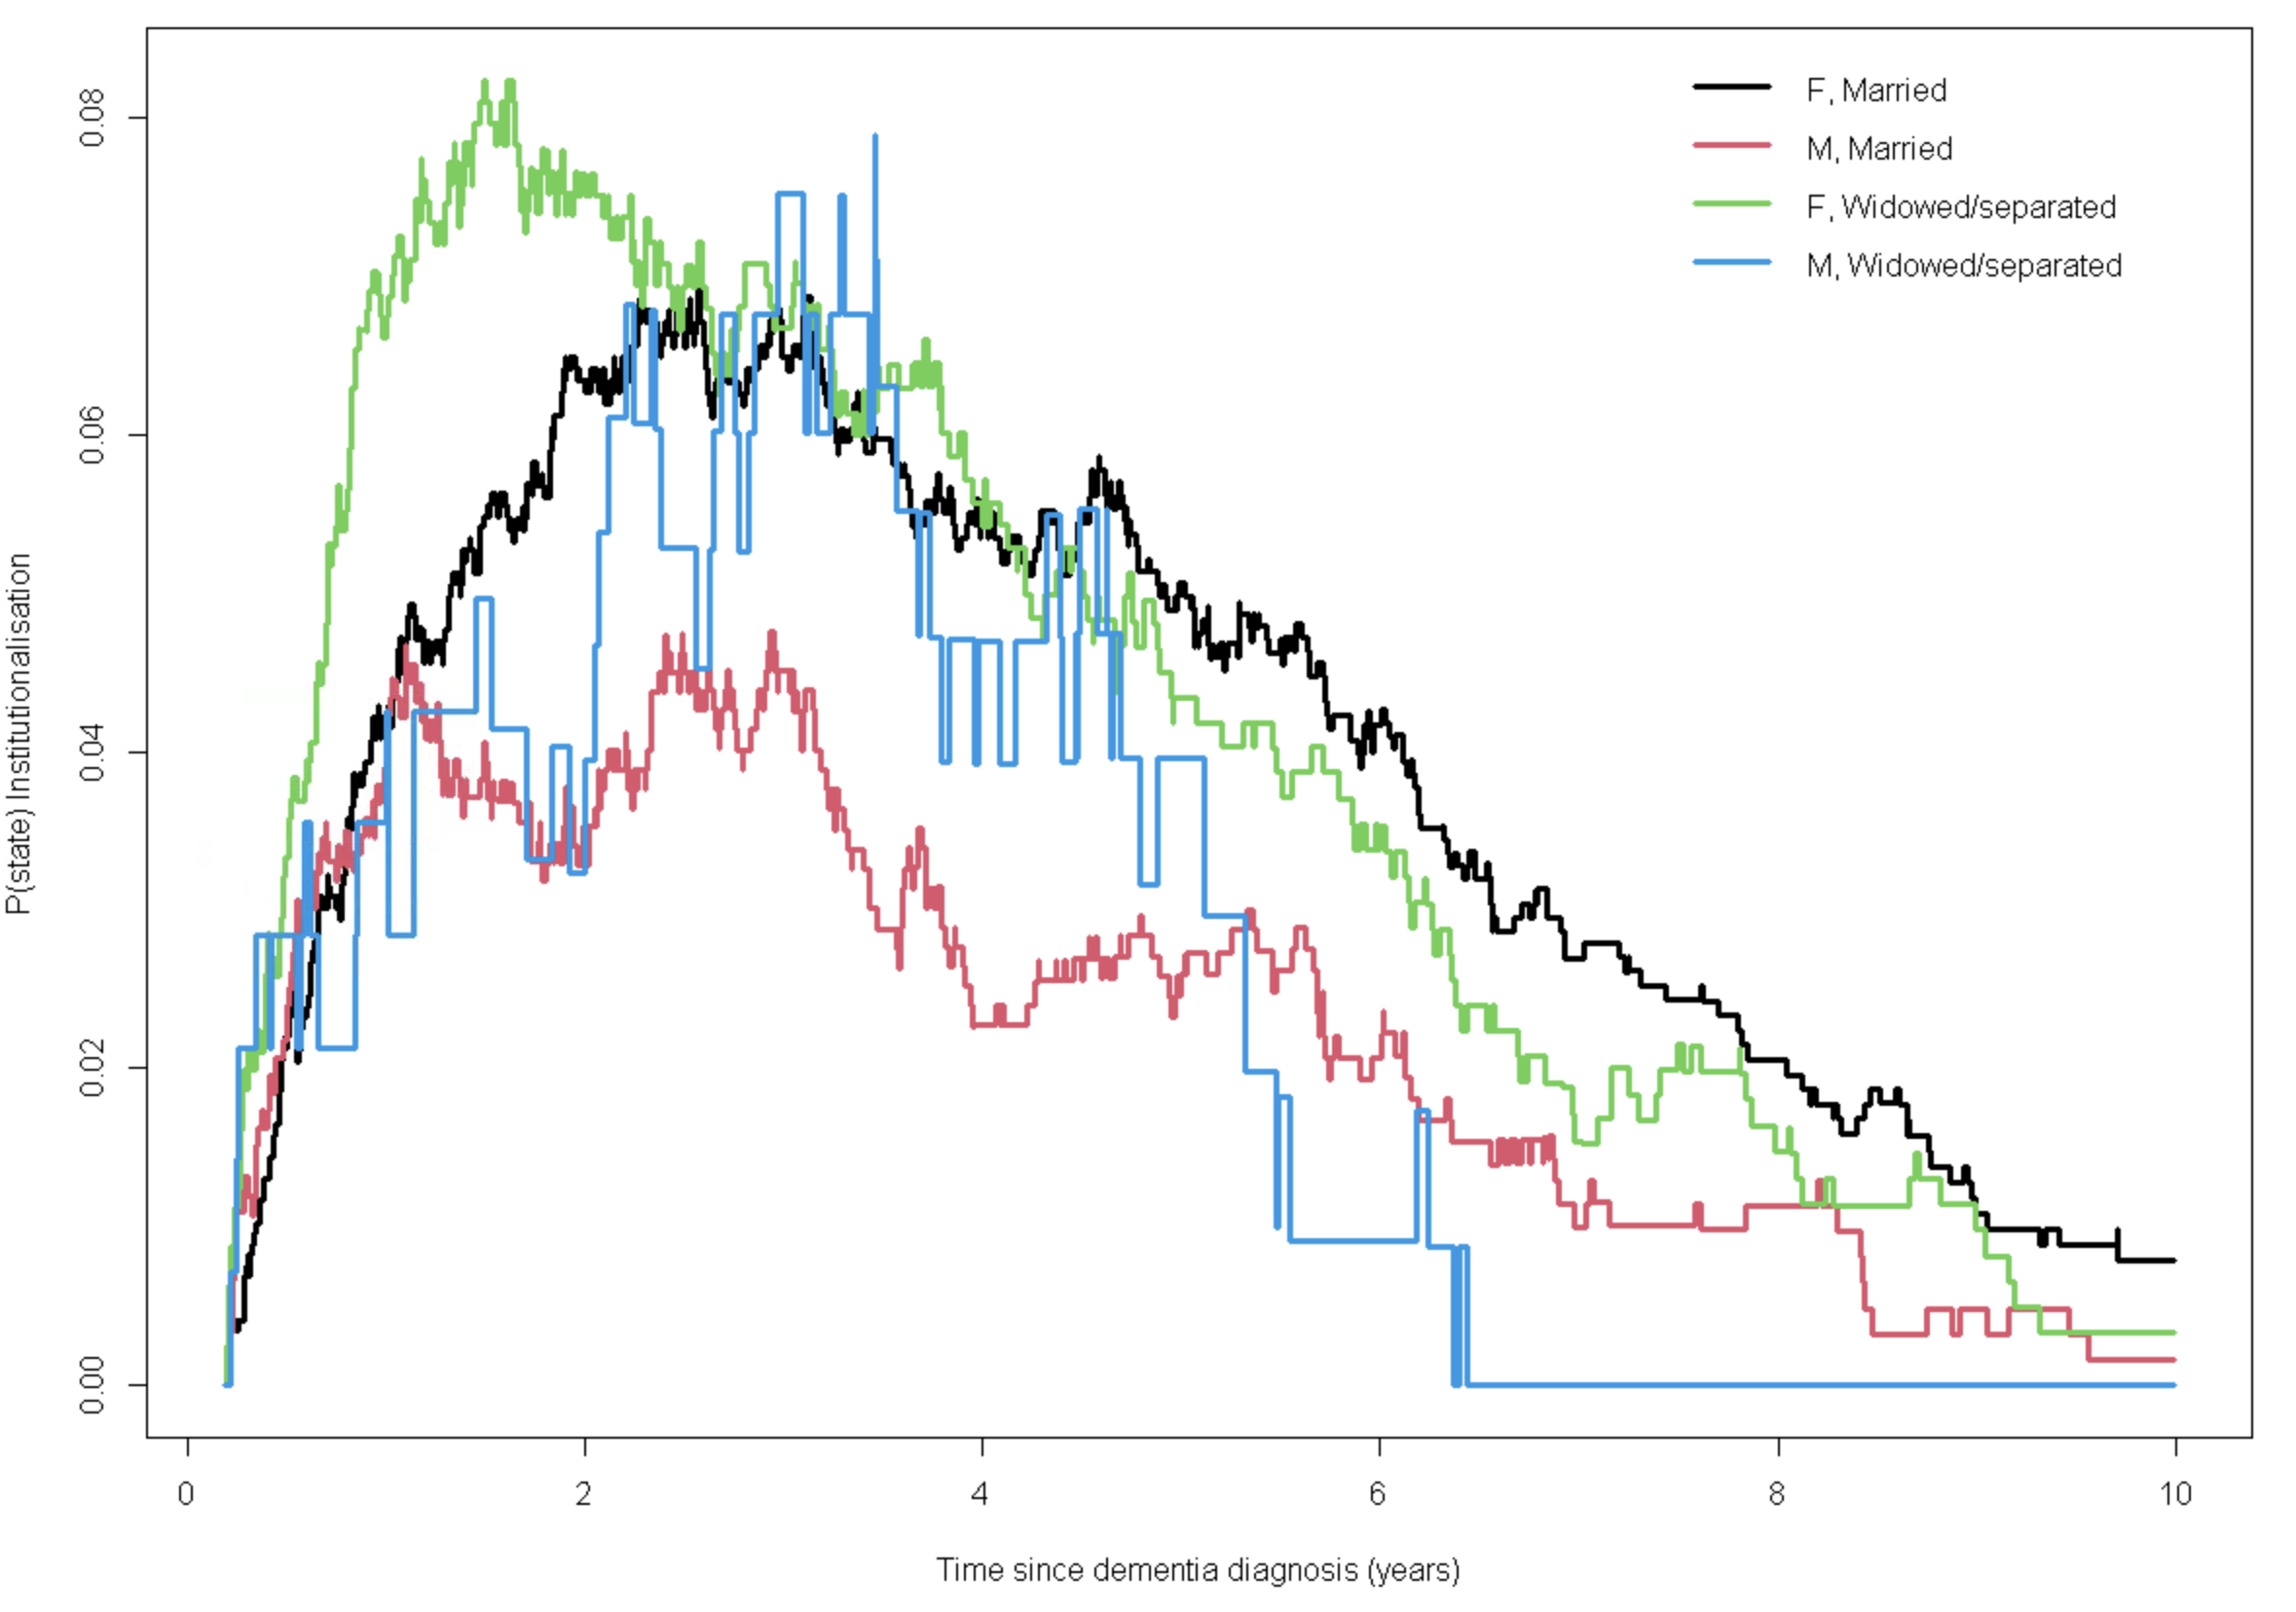 F, Married
M, Married
F, Widowed/separated
M, Widowed/separated
P(state) Institutionalisation
0.08
0.06
0.04
0.02
0.00
0 2 4 6 8 10
Time since dementia diagnosis (years)